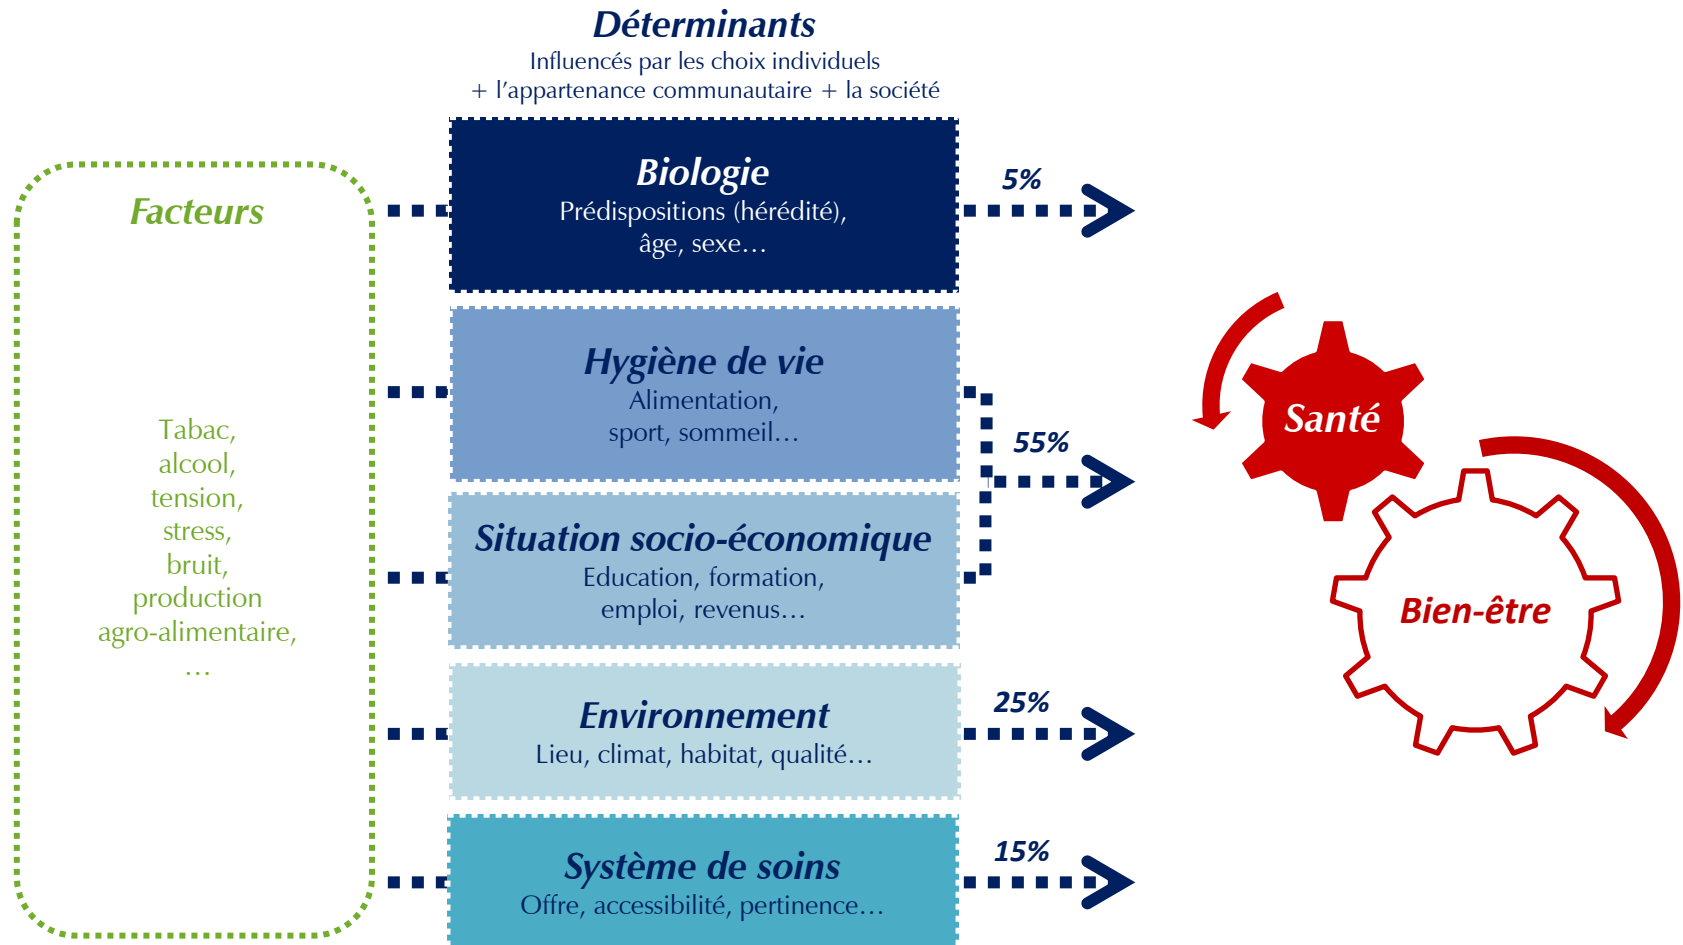 Déterminants
Influencés par les choix individuels
+ l'appartenance communautaire + la société
Facteurs
Tabac,
alcool,
tension,
stress,
bruit,
production
agro-alimentaire,
…
Biologie
Prédispositions (hérédité),
âge, sexe…
5%
Hygiène de vie
Alimentation,
sport, sommeil…
55%
Situation socio-économique
Education, formation,
emploi, revenus…
Environnement
Lieu, climat, habitat, qualité…
25%
Système de soins
Offre, accessibilité, pertinence…
15%
Santé
Bien-être